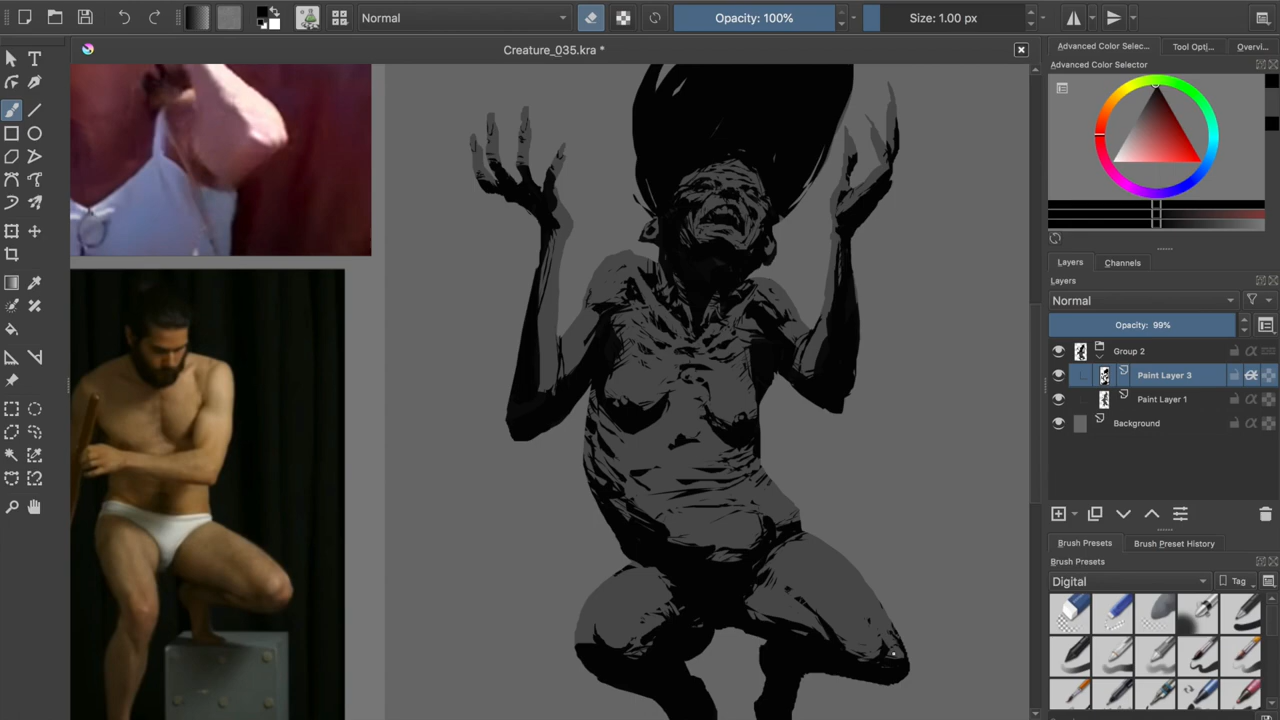 Normal
Opacity: 100%
Size: 1.00 px
Creature_035.kra *
Advanced Color Selec...
Tool Opti...
Overvi...
Advanced Color Selector
Layers
Channels
Layers
Normal
Opacity: 99%
Group 2
Paint Layer 3
Paint Layer 1
Background
Brush Presets
Brush Preset History
Brush Presets
Digital
Tag